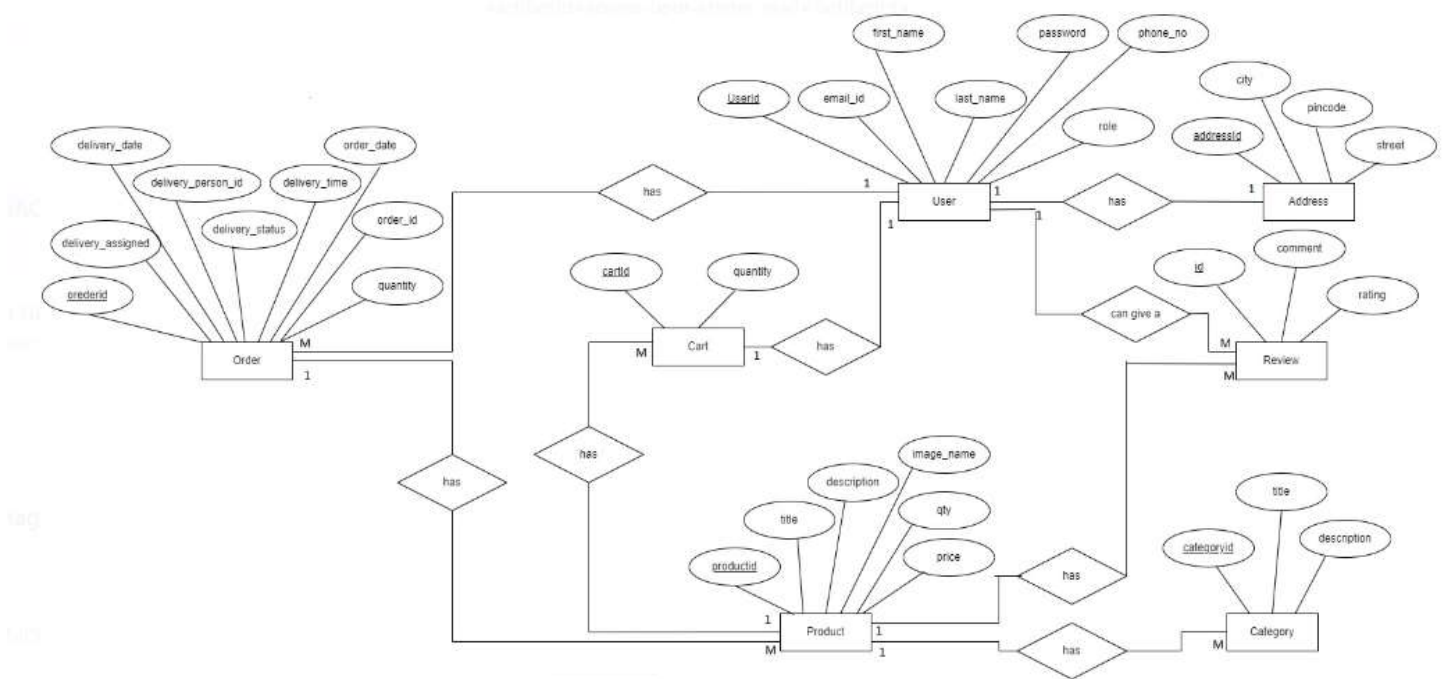 first_name
password
phone_no
UserId
email_id
last_name
role
city
pincode
addressId
street
delivery_date
order_date
delivery_person_id
delivery_time
has
1
User
1
has
1
Address
1
1
order_id
delivery_assigned
delivery_status
orederid
quantity
cartId
quantity
id
comment
rating
can give a
M
Order
1
M
Cart
1
has
M
Review
M
has
has
image_name
description
title
qty
productid
price
title
categoryid
description
has
1
Product
1
M
1
has
M
Category